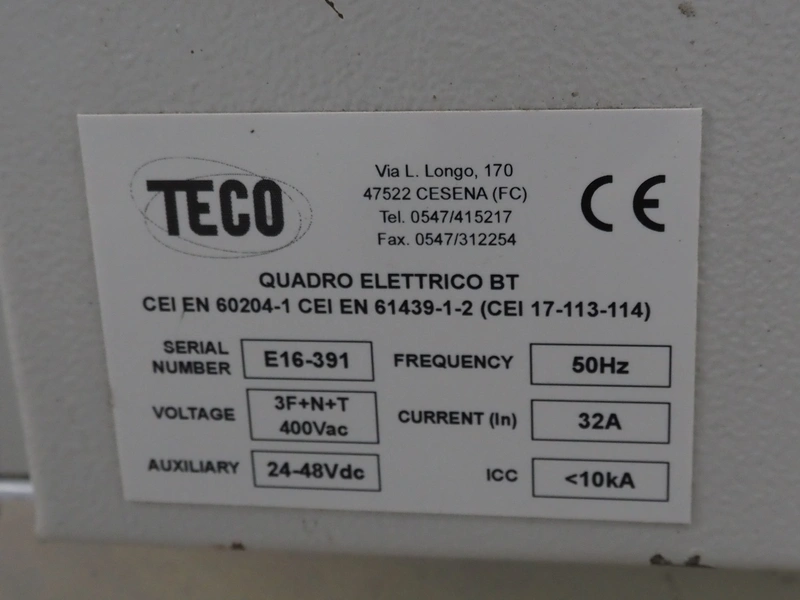 TECO
Via L. Longo, 170
47522 CESENA (FC)
Tel. 0547/415217
Fax. 0547/312254
CE
QUADRO ELETTRICO BT
CEI EN 60204-1 CEI EN 61439-1-2 (CEI 17-113-114)
SERIAL NUMBER E16-391 FREQUENCY 50Hz
VOLTAGE 3F+N+T 400Vac CURRENT (In) 32A
AUXILIARY 24-48Vdc ICC <10kA